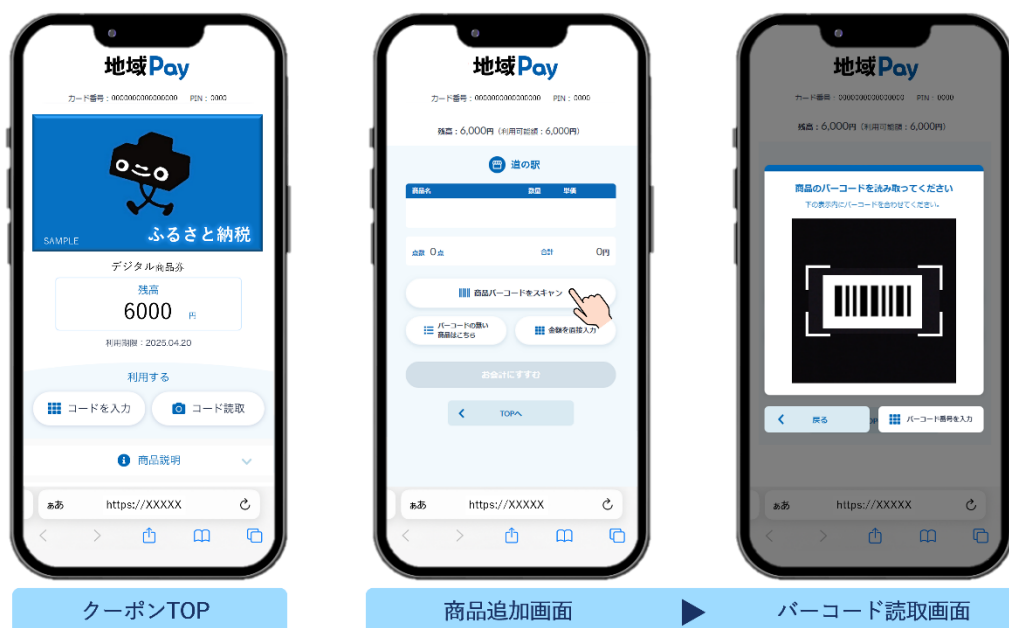 地域Pay
カード番号：0000000000000000 PIN：0000
SAMPLE
ふるさと納税
デジタル商品券
残高
6000 円
利用期限：2025.04.20
利用する
コードを入力
コード読取
商品説明
ぁあ https://XXXXX
クーポンTOP
地域Pay
カード番号：0000000000000000 PIN：0000
残高：6,000円（利用可能額：6,000円）
道の駅
商品名 数量 単価
点数 0点 合計 0円
商品バーコードをスキャン
バーコードの無い
商品はこちら
金額を直接入力
お会計にすすむ
TOPへ
ぁあ https://XXXXX
商品追加画面
地域Pay
カード番号：0000000000000000 PIN：0000
残高：6,000円（利用可能額：6,000円）
商品のバーコードを読み取ってください
下の表示内にバーコードを合わせてください。
戻る
バーコード番号を入力
ぁあ https://XXXXX
バーコード読取画面